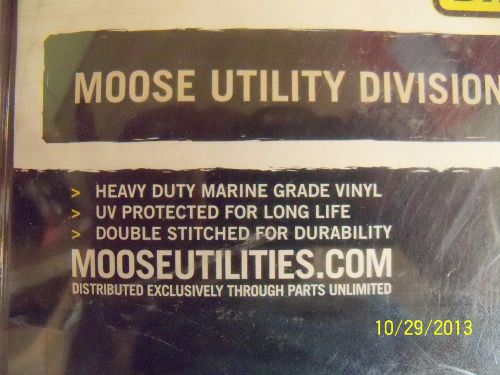 MOOSE UTILITY DIVISION
> HEAVY DUTY MARINE GRADE VINYL
> UV PROTECTED FOR LONG LIFE
> DOUBLE STITCHED FOR DURABILITY
MOOSEUTILITIES.COM
DISTRIBUTED EXCLUSIVELY THROUGH PARTS UNLIMITED
10/29/2013